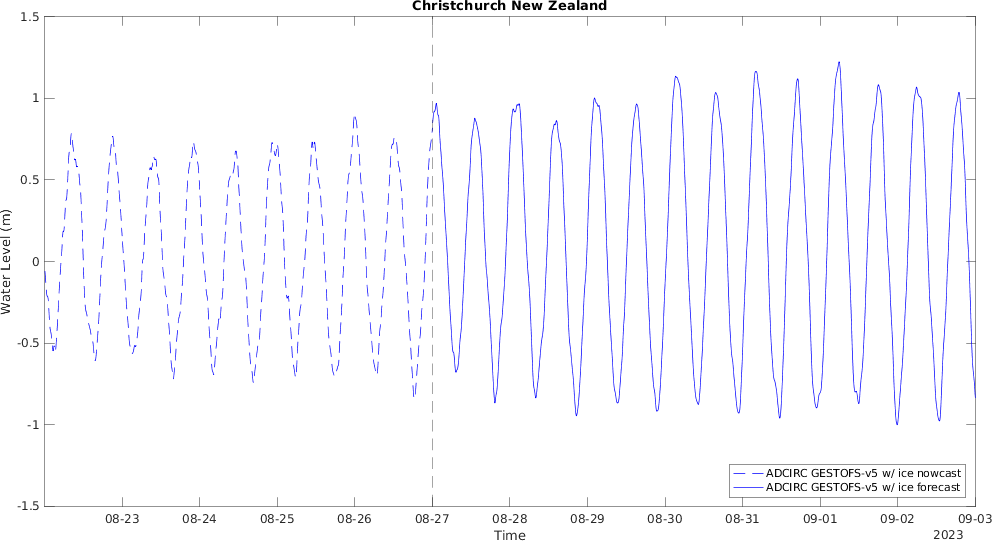 Christchurch New Zealand
1.5
1
0.5
0
-0.5
-1
-1.5
Water Level (m)
08-23 08-24 08-25 08-26 08-27 08-28 08-29 08-30 08-31 09-01 09-02 09-03
Time
2023
ADCIRC GESTOFS-v5 w/ ice nowcast
ADCIRC GESTOFS-v5 w/ ice forecast